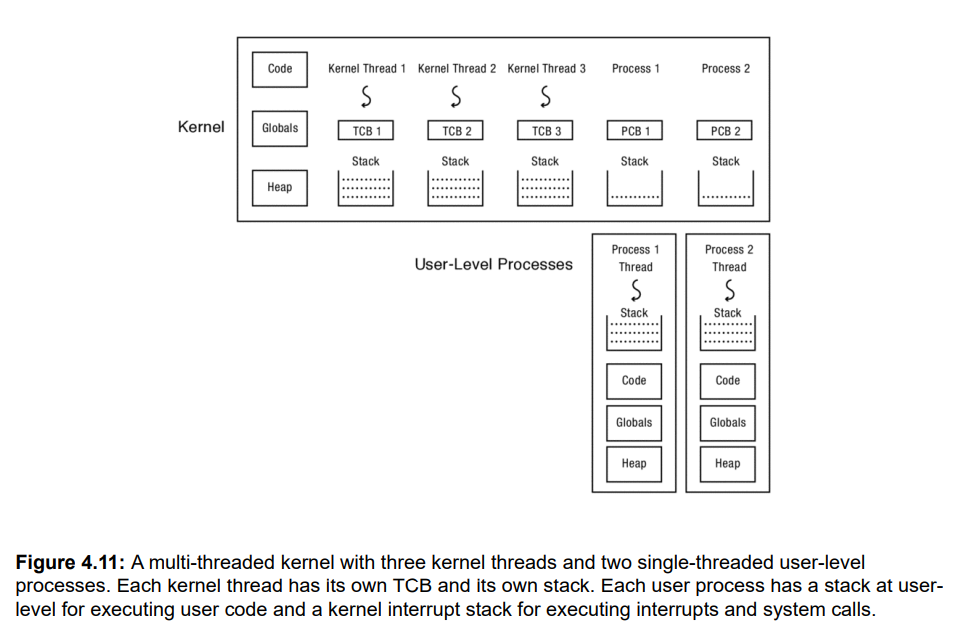 Code
Kernel Thread 1
Kernel Thread 2
Kernel Thread 3
Process 1
Process 2
Kernel
Globals
TCB 1
TCB 2
TCB 3
PCB 1
PCB 2
Stack
Stack
Stack
Stack
Stack
Heap
User-Level Processes
Process 1
Thread
Stack
Code
Globals
Heap
Process 2
Thread
Stack
Code
Globals
Heap
Figure 4.11: A multi-threaded kernel with three kernel threads and two single-threaded user-level
processes. Each kernel thread has its own TCB and its own stack. Each user process has a stack at user-
level for executing user code and a kernel interrupt stack for executing interrupts and system calls.